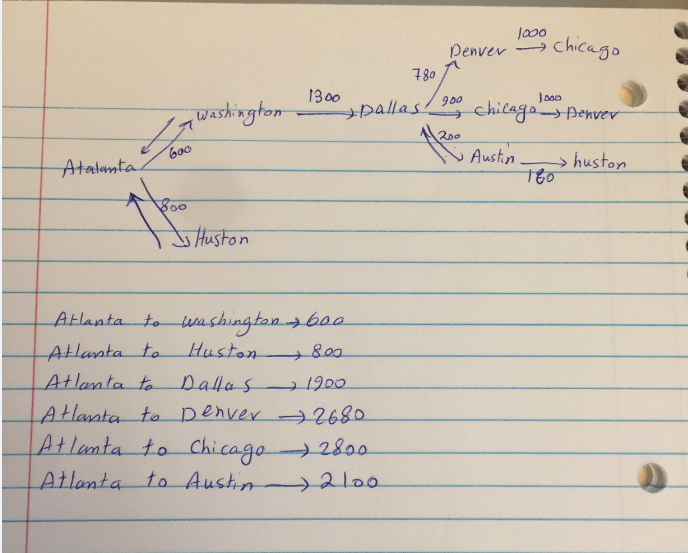 1000
Denver → Chicago
780
1300 900 1000
Washington → Dallas → Chicago → Denver
600 200
Atalanta Austin → huston
180
800
Huston
Atlanta to Washington → 600
Atlanta to Huston → 800
Atlanta to Dallas → 1900
Atlanta to Denver → 2680
Atlanta to Chicago → 2800
Atlanta to Austin → 2100